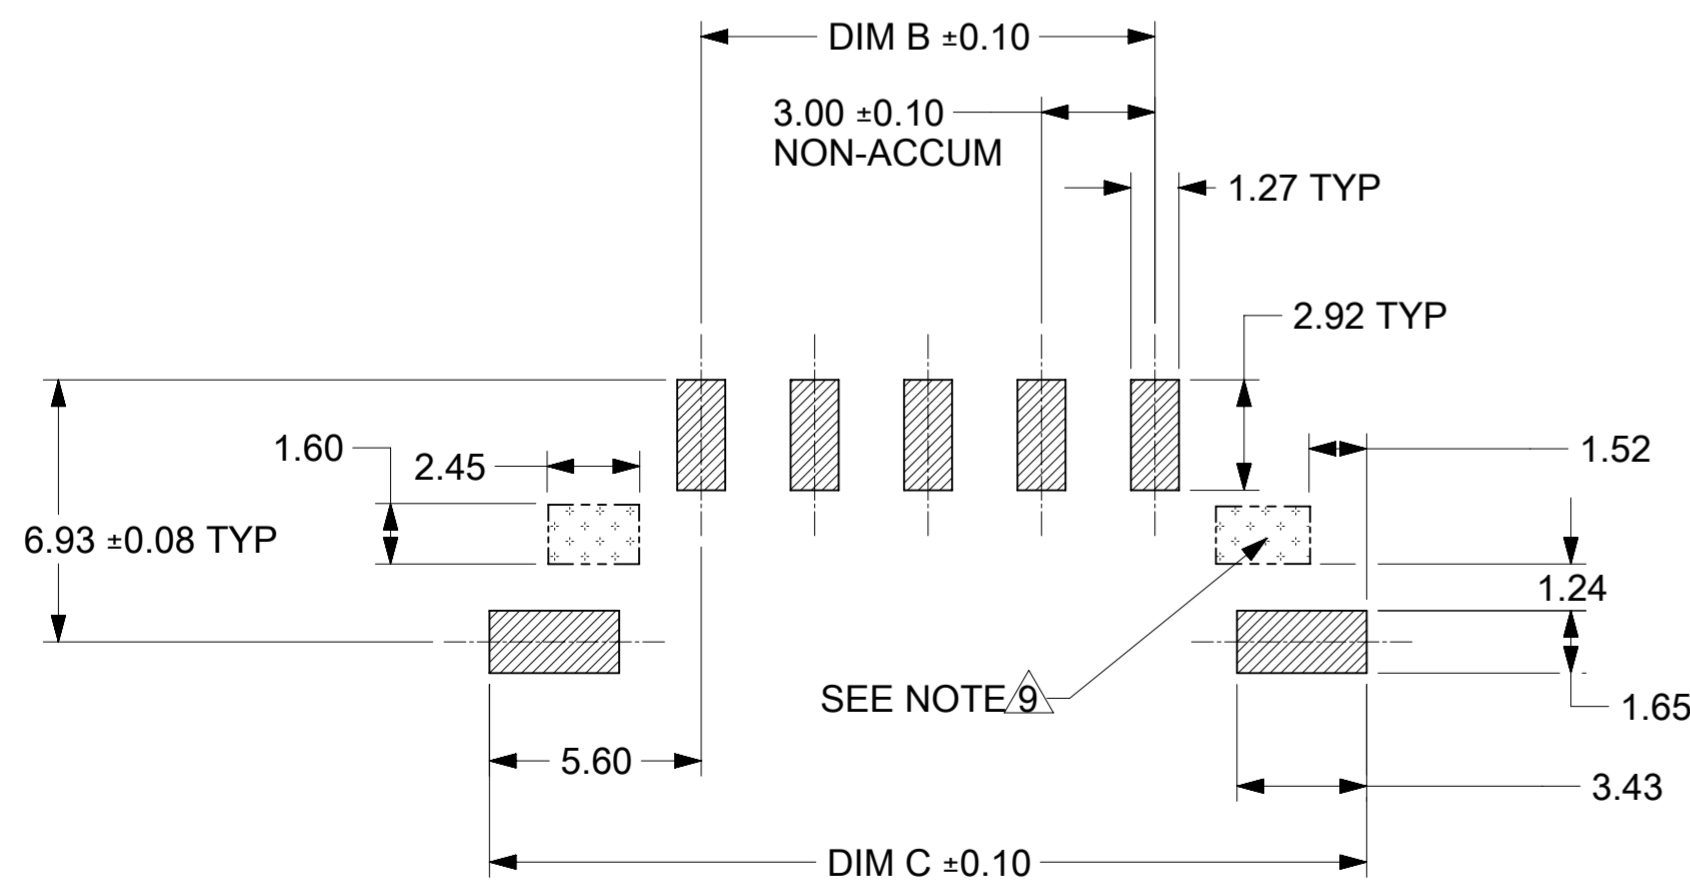 DIM B ±0.10
3.00 ±0.10
NON-ACCUM
1.27 TYP
2.92 TYP
1.60
2.45
1.52
6.93 ±0.08 TYP
1.24
SEE NOTE 9
1.65
5.60
3.43
DIM C ±0.10